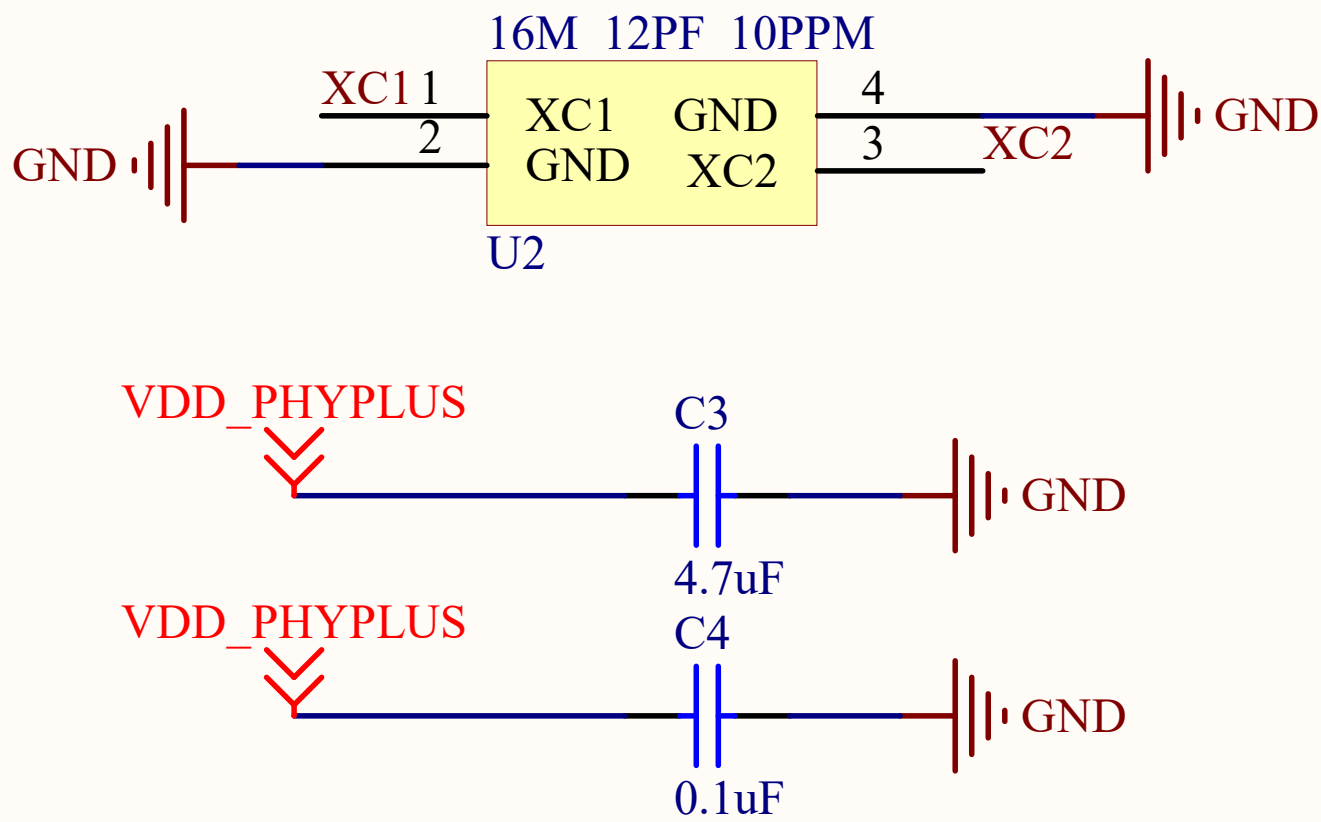 16M 12PF 10PPM
XC1 1 XC1 GND 4 GND
GND 2 GND XC2 3 XC2
U2
VDD_PHYPLUS C3
GND
4.7uF
VDD_PHYPLUS C4
GND
0.1uF